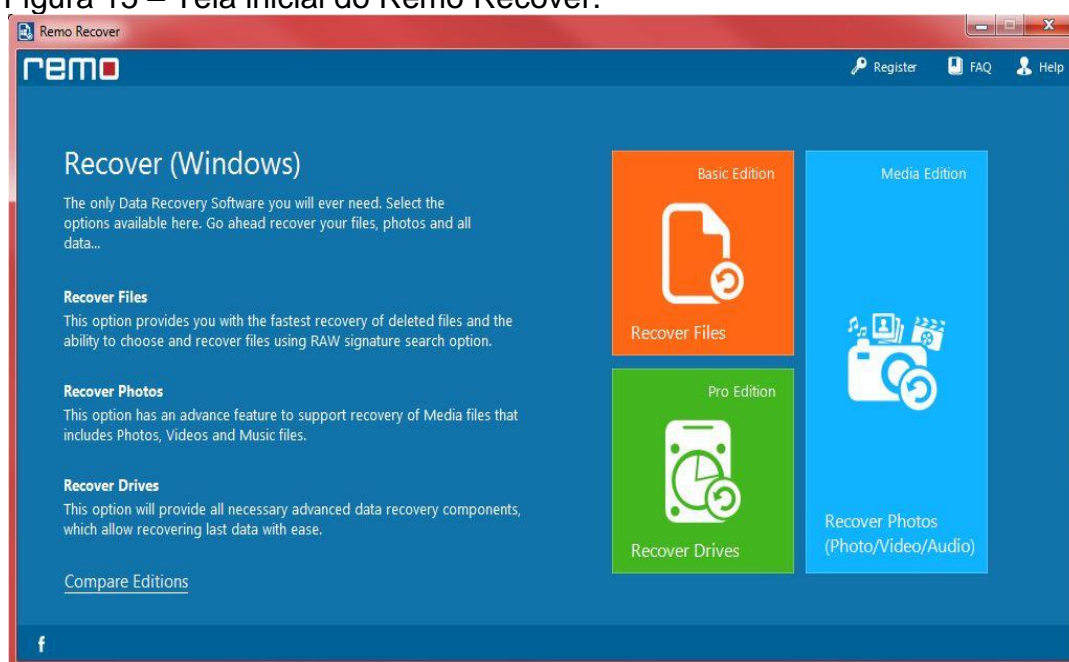 Figura 15 – Tela inicial do Remo Recover.
Remo Recover
remo
Register
FAQ
Help
Recover (Windows)
The only Data Recovery Software you will ever need. Select the
options available here. Go ahead recover your files, photos and all
data...
Recover Files
This option provides you with the fastest recovery of deleted files and the
ability to choose and recover files using RAW signature search option.
Recover Photos
This option has an advance feature to support recovery of Media files that
includes Photos, Videos and Music files.
Recover Drives
This option will provide all necessary advanced data recovery components,
which allow recovering last data with ease.
Compare Editions
Basic Edition
Recover Files
Pro Edition
Recover Drives
Media Edition
Recover Photos
(Photo/Video/Audio)
f